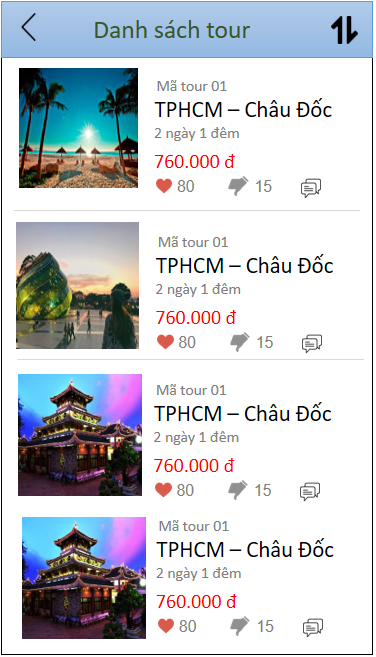 Danh sách tour
Mã tour 01
TPHCM – Châu Đốc
2 ngày 1 đêm
760.000 đ
80 15
Mã tour 01
TPHCM – Châu Đốc
2 ngày 1 đêm
760.000 đ
80 15
Mã tour 01
TPHCM – Châu Đốc
2 ngày 1 đêm
760.000 đ
80 15
Mã tour 01
TPHCM – Châu Đốc
2 ngày 1 đêm
760.000 đ
80 15